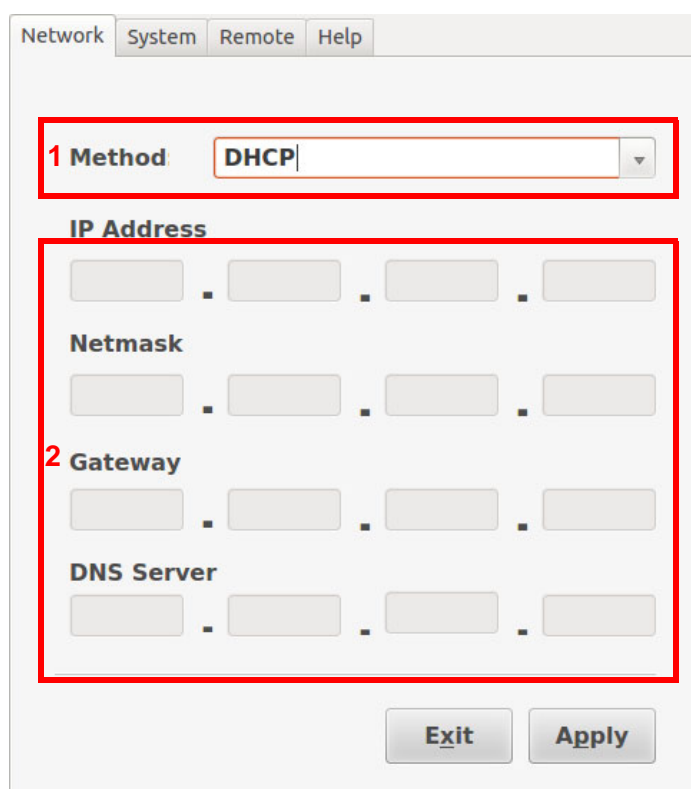 Network System Remote Help
1 Method: DHCP
IP Address
. . .
Netmask
. . .
2 Gateway
. . .
DNS Server
. . .
Exit Apply